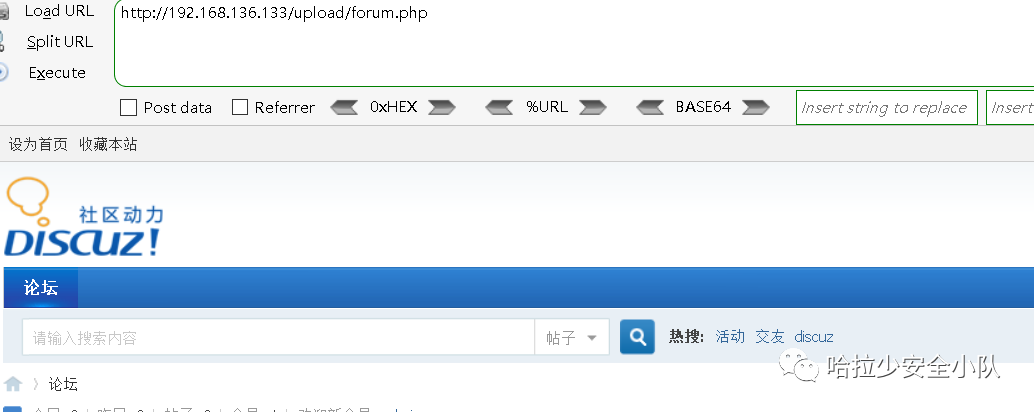 Load URL
http://192.168.136.133/upload/forum.php
Split URL
Execute
Post data Referrer 0xHEX %URL BASE64 Insert string to replace Insert
设为首页 收藏本站
社区动力
DISCUZ!
论坛
请输入搜索内容 帖子 热搜: 活动 交友 discuz
哈拉少安全小队
论坛